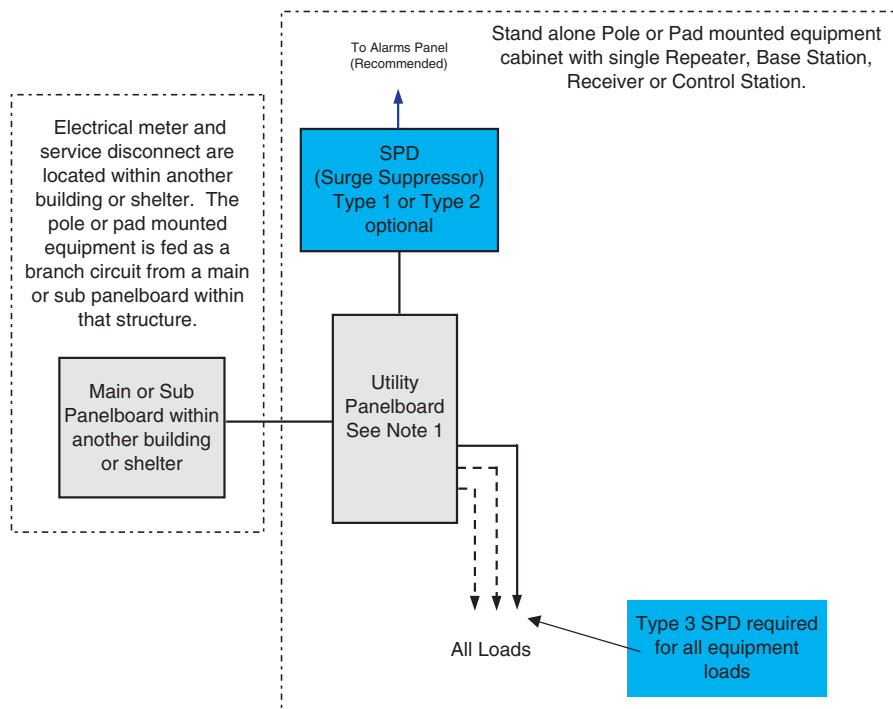 Stand alone Pole or Pad mounted equipment
cabinet with single Repeater, Base Station,
Receiver or Control Station.
To Alarms Panel
(Recommended)
Electrical meter and
service disconnect are
located within another
building or shelter. The
pole or pad mounted
equipment is fed as a
branch circuit from a main
or sub panelboard within
that structure.
SPD
(Surge Suppressor)
Type 1 or Type 2
optional
Main or Sub
Panelboard within
another building
or shelter
Utility
Panelboard
See Note 1
All Loads
Type 3 SPD required
for all equipment
loads